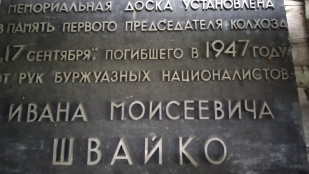 МЕМОРИАЛЬНАЯ ДОСКА УСТАНОВЛЕНА
В ПАМЯТЬ ПЕРВОГО ПРЕДСЕДАТЕЛЯ КОЛХОЗА
„17 СЕНТЯБРЯ“, ПОГИБШЕГО В 1947 ГОДУ
ОТ РУК БУРЖУАЗНЫХ НАЦИОНАЛИСТОВ
ИВАНА МОИСЕЕВИЧА
ШВАЙКО